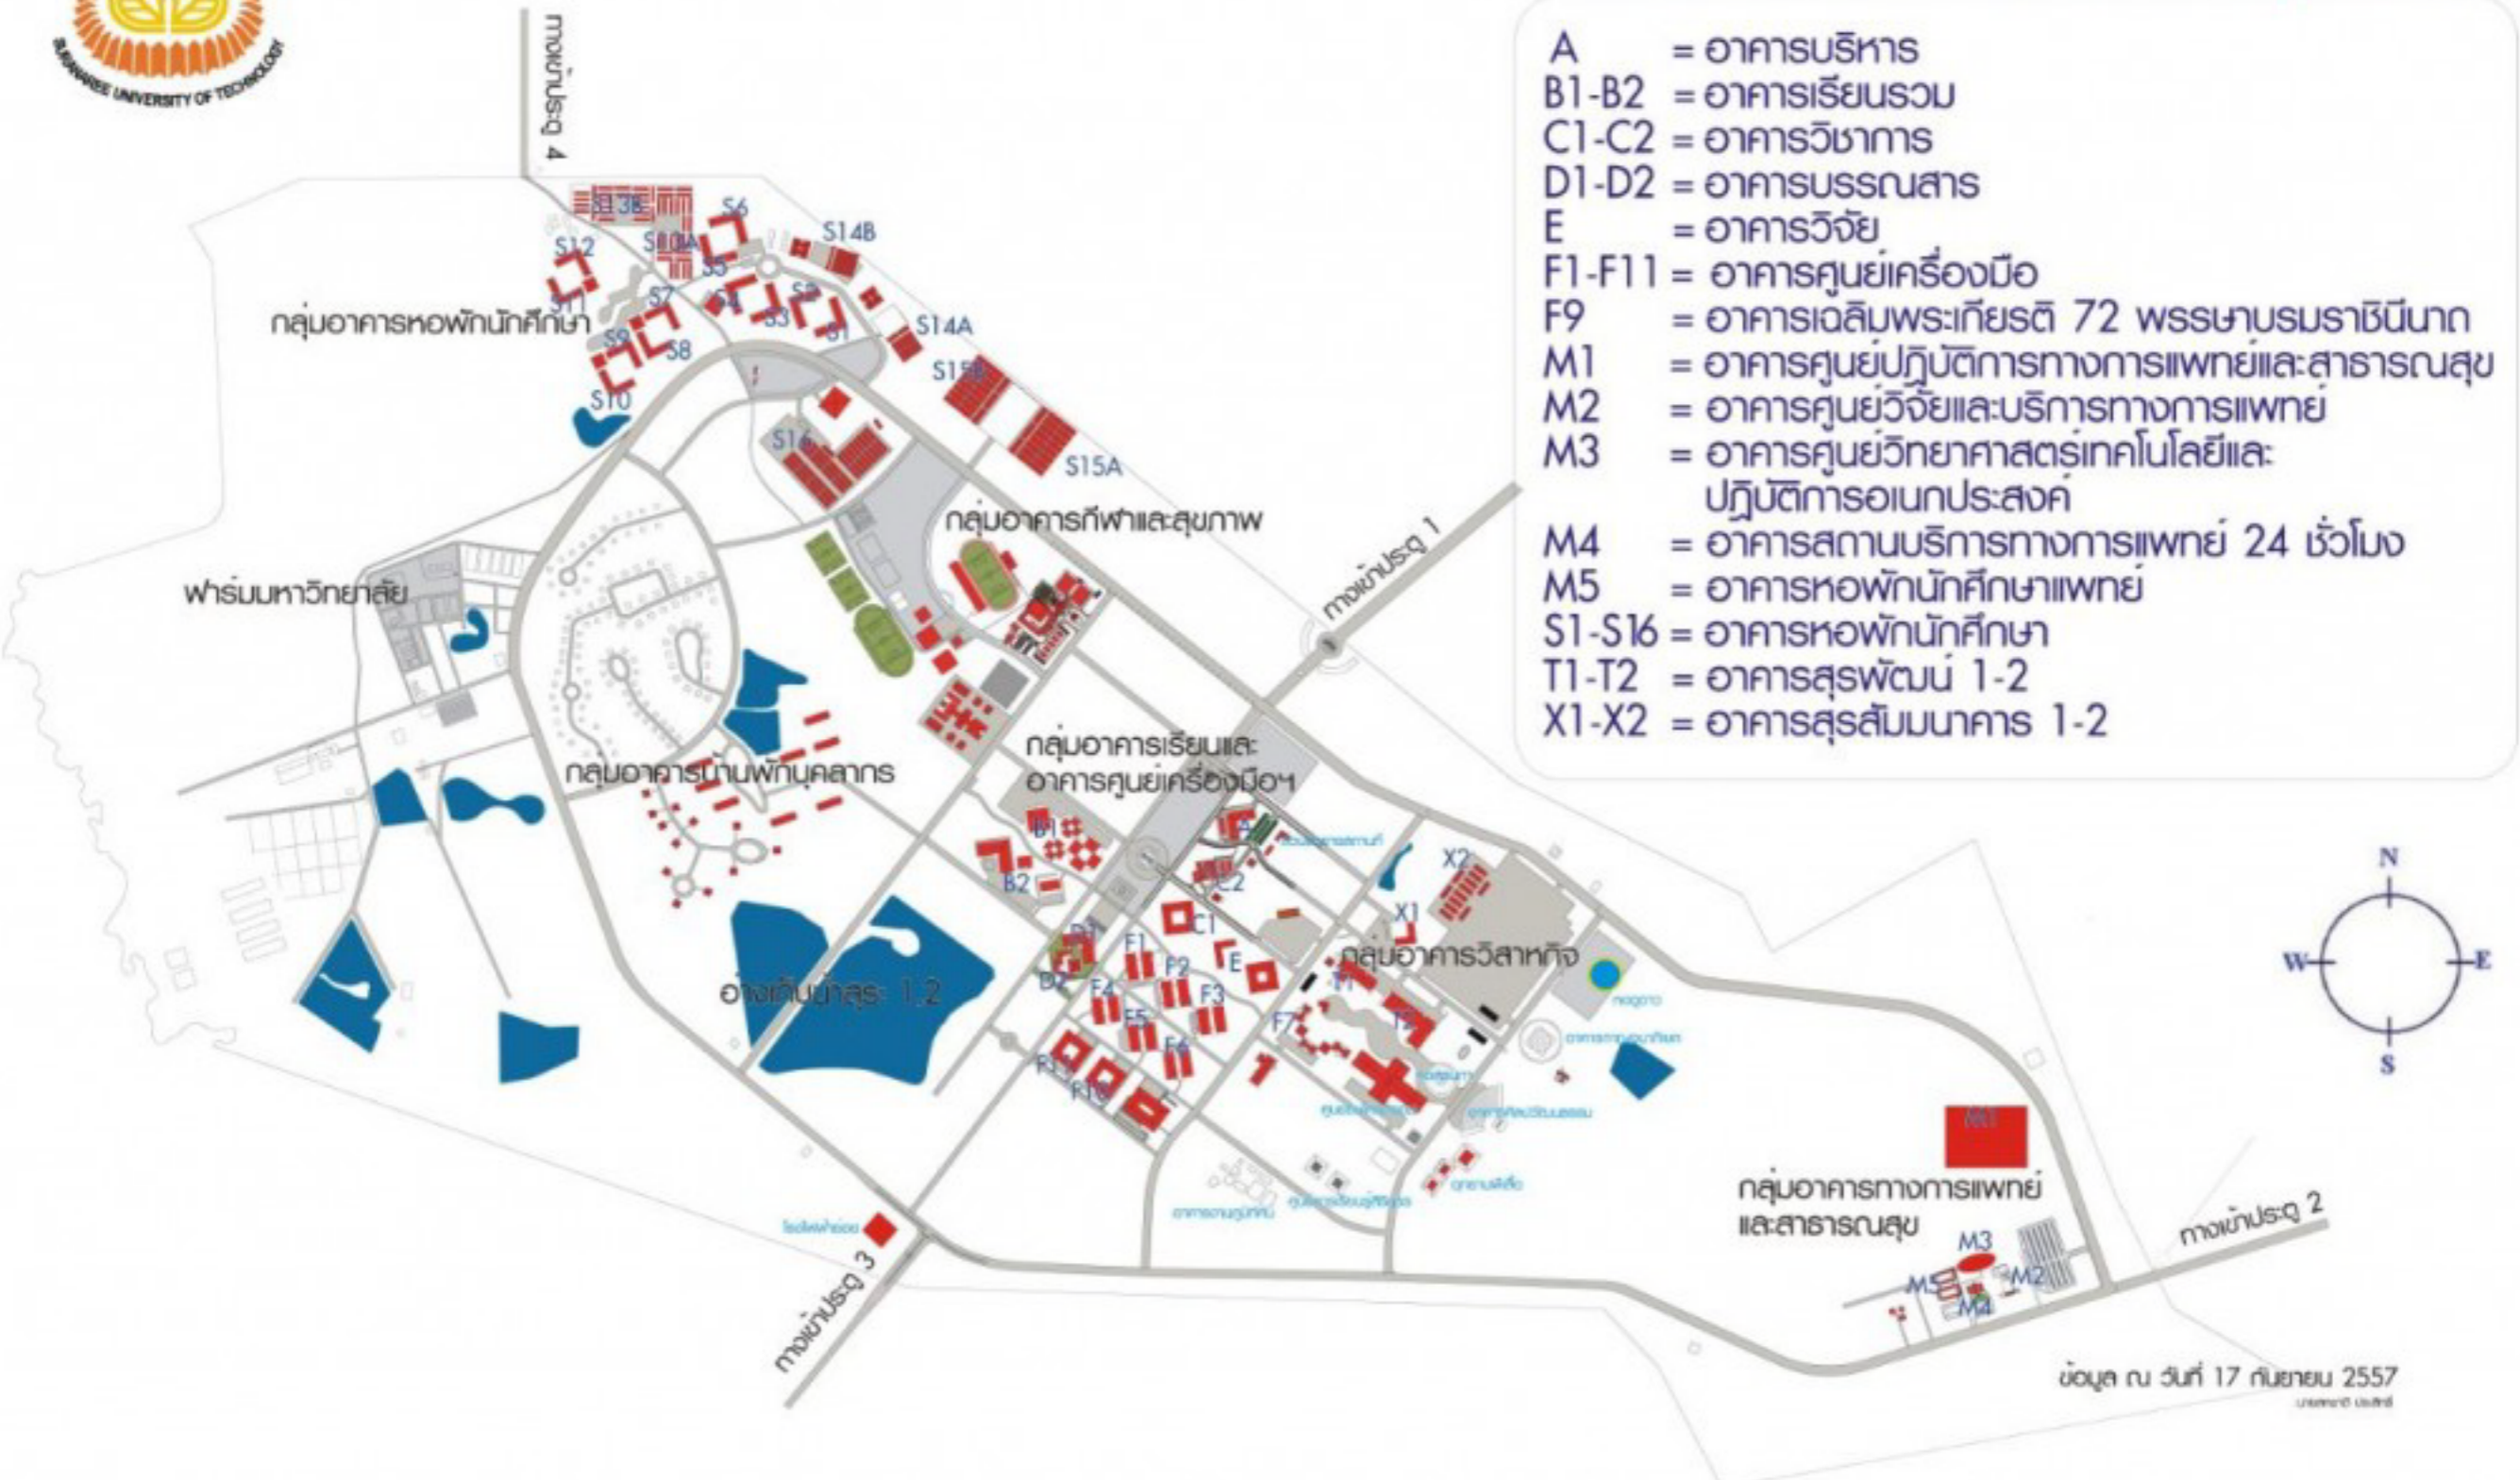 SURANAREE UNIVERSITY OF TECHNOLOGY
A = อาคารบริหาร
B1-B2 = อาคารเรียนรวม
C1-C2 = อาคารวิชาการ
D1-D2 = อาคารบรรณสาร
E = อาคารวิจัย
F1-F11 = อาคารศูนย์เครื่องมือ
F9 = อาคารเฉลิมพระเกียรติ 72 พรรษาบรมราชินีนาถ
M1 = อาคารศูนย์ปฏิบัติการทางการแพทย์และสาธารณสุข
M2 = อาคารศูนย์วิจัยและบริการทางการแพทย์
M3 = อาคารศูนย์วิทยาศาสตร์เทคโนโลยีและ
ปฏิบัติการอเนกประสงค์
M4 = อาคารสถานบริการทางการแพทย์ 24 ชั่วโมง
M5 = อาคารหอพักนักศึกษาแพทย์
S1-S16 = อาคารหอพักนักศึกษา
T1-T2 = อาคารสุรพัฒน์ 1-2
X1-X2 = อาคารสุรสัมมนาคาร 1-2
ทางเข้าประตู 4
S13B
S6
S14B
S12
S5
S11
S7
S4
S2
S3
S1
กลุ่มอาคารหอพักนักศึกษา
S14A
S9
S8
S15B
S10
S16
S15A
กลุ่มอาคารกีฬาและสุขภาพ
ทางเข้าประตู 1
ฟาร์มมหาวิทยาลัย
กลุ่มอาคารเรียนและ
อาคารศูนย์เครื่องมือฯ
กลุ่มอาคารบ้านพักบุคลากร
B1
A
B2
C2
X2
X1
C1
D1
F1
E
กลุ่มอาคารวิสาหกิจ
F2
D2
T1
F4
F3
อ่างเก็บน้ำสุระ 1,2
หอดูดาว
F5
F7
T2
F6
F10
M1
กลุ่มอาคารทางการแพทย์
และสาธารณสุข
โรงไฟฟ้าย่อย
ทางเข้าประตู 3
ทางเข้าประตู 2
M3
M5
M2
M4
N
W
E
S
ข้อมูล ณ วันที่ 17 กันยายน 2557